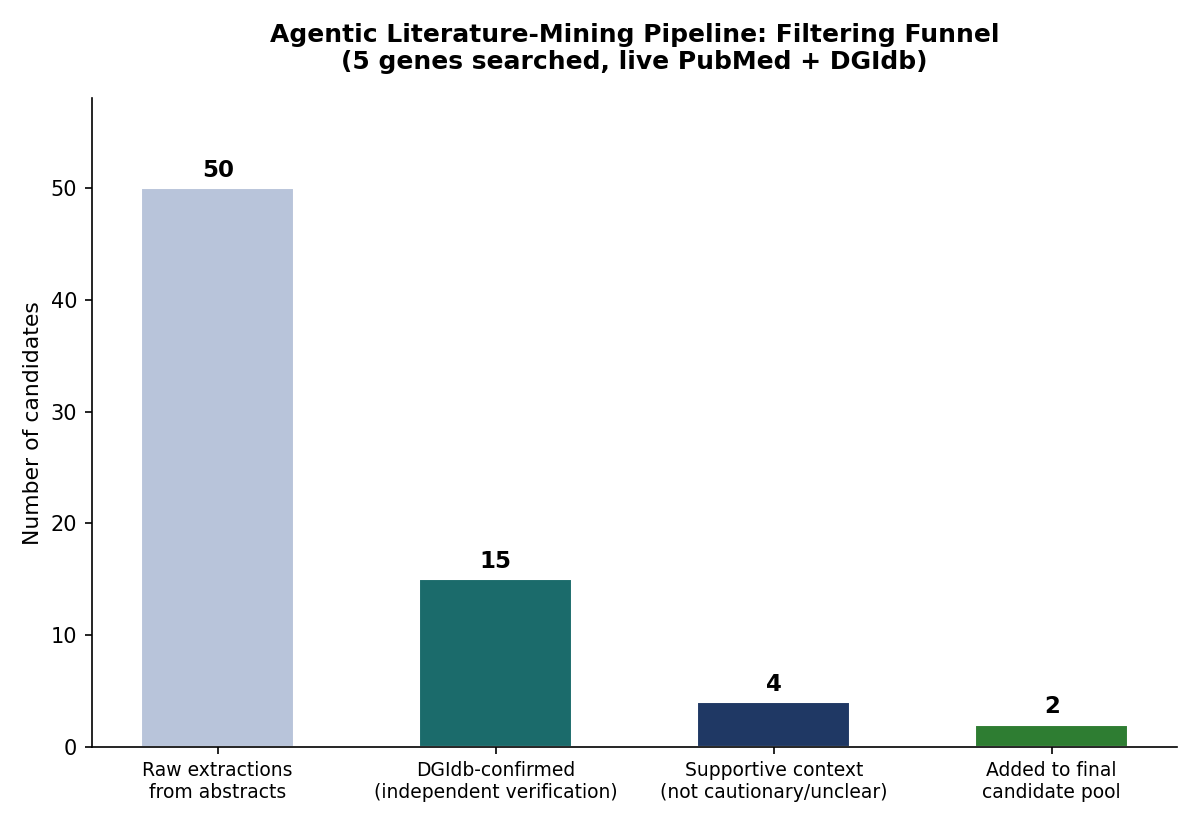 Agentic Literature-Mining Pipeline: Filtering Funnel
(5 genes searched, live PubMed + DGIdb)
Number of candidates
50
40
30
20
10
0
50
15
4
2
Raw extractions
from abstracts
DGIdb-confirmed
(independent verification)
Supportive context
(not cautionary/unclear)
Added to final
candidate pool